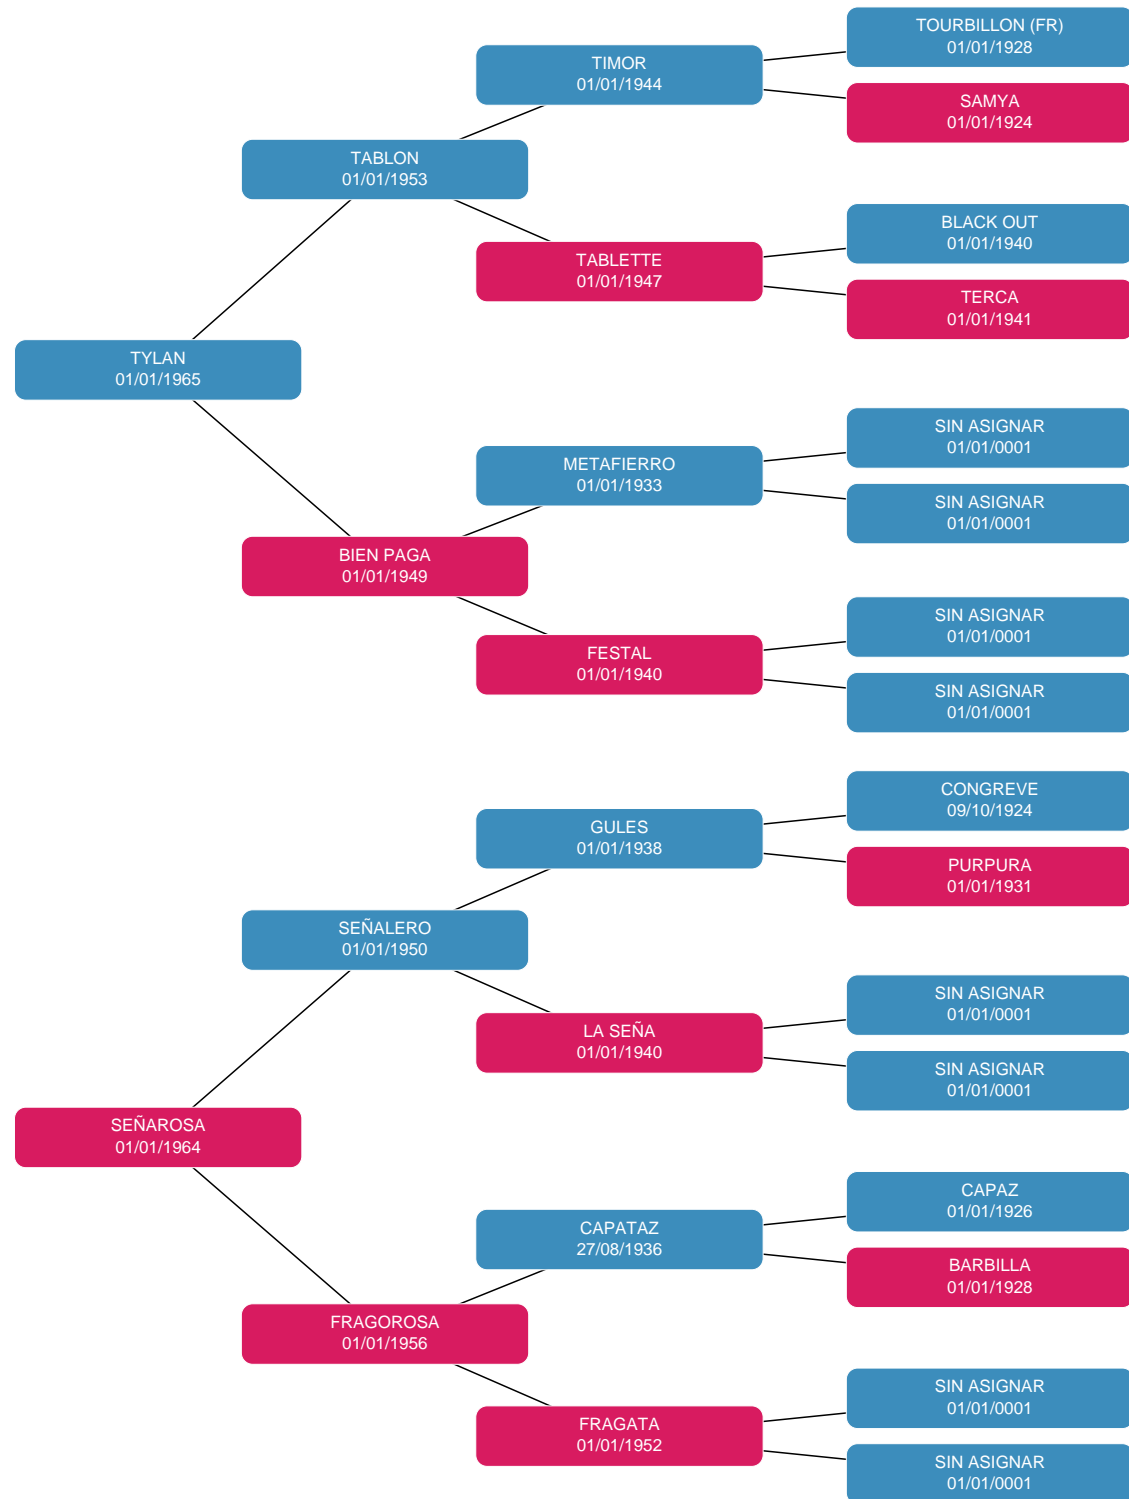 TOURBILLON (FR)
01/01/1928
TIMOR
01/01/1944
SAMYA
01/01/1924
TABLON
01/01/1953
BLACK OUT
01/01/1940
TABLETTE
01/01/1947
TERCA
01/01/1941
TYLAN
01/01/1965
SIN ASIGNAR
01/01/0001
METAFIERRO
01/01/1933
SIN ASIGNAR
01/01/0001
BIEN PAGA
01/01/1949
SIN ASIGNAR
01/01/0001
FESTAL
01/01/1940
SIN ASIGNAR
01/01/0001
CONGREVE
09/10/1924
GULES
01/01/1938
PURPURA
01/01/1931
SEÑALERO
01/01/1950
SIN ASIGNAR
01/01/0001
LA SEÑA
01/01/1940
SIN ASIGNAR
01/01/0001
SEÑAROSA
01/01/1964
CAPAZ
01/01/1926
CAPATAZ
27/08/1936
BARBILLA
01/01/1928
FRAGOROSA
01/01/1956
SIN ASIGNAR
01/01/0001
FRAGATA
01/01/1952
SIN ASIGNAR
01/01/0001